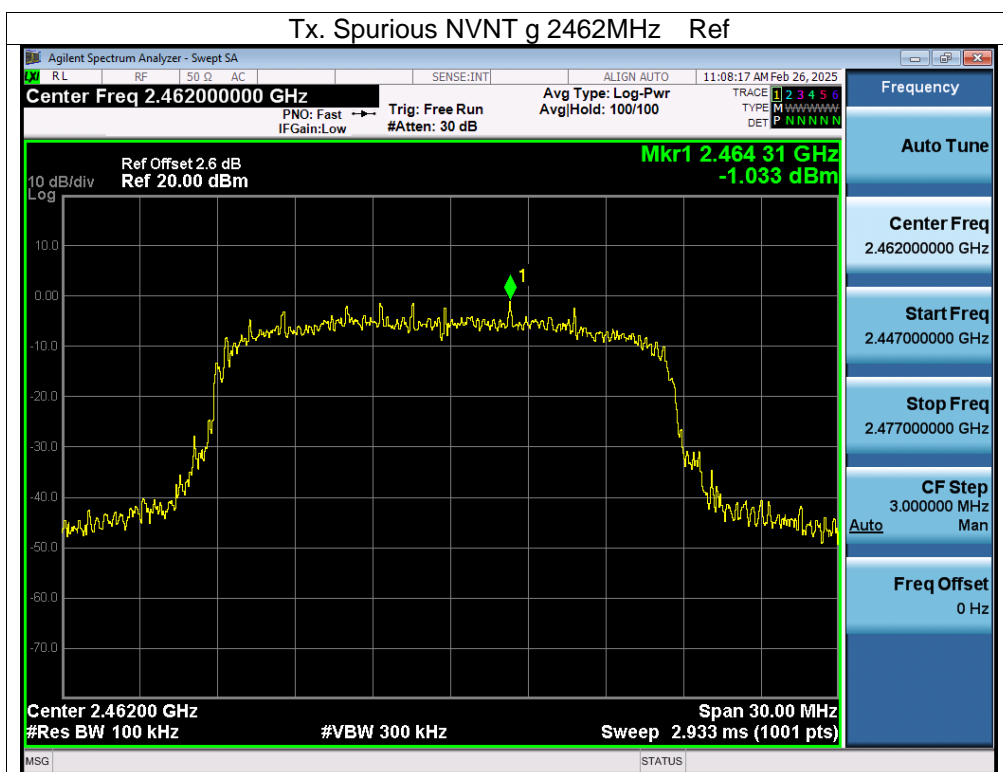 Tx. Spurious NVNT g 2462MHz Ref
Agilent Spectrum Analyzer - Swept SA
LXI RL RF 50 Ω AC SENSE:INT ALIGN AUTO 11:08:17 AM Feb 26, 2025
Center Freq 2.462000000 GHz
PNO: Fast
IFGain:Low
Trig: Free Run
#Atten: 30 dB
Avg Type: Log-Pwr
Avg|Hold: 100/100
TRACE 1 2 3 4 5 6
TYPE M WWWWW
DET P N N N N N
Mkr1 2.464 31 GHz
-1.033 dBm
Ref Offset 2.6 dB
10 dB/div Ref 20.00 dBm
Log
10.0
0.00
-10.0
-20.0
-30.0
-40.0
-50.0
-60.0
-70.0
1
Center 2.46200 GHz Span 30.00 MHz
#Res BW 100 kHz #VBW 300 kHz Sweep 2.933 ms (1001 pts)
MSG STATUS
Frequency
Auto Tune
Center Freq
2.462000000 GHz
Start Freq
2.447000000 GHz
Stop Freq
2.477000000 GHz
CF Step
3.000000 MHz
Auto Man
Freq Offset
0 Hz